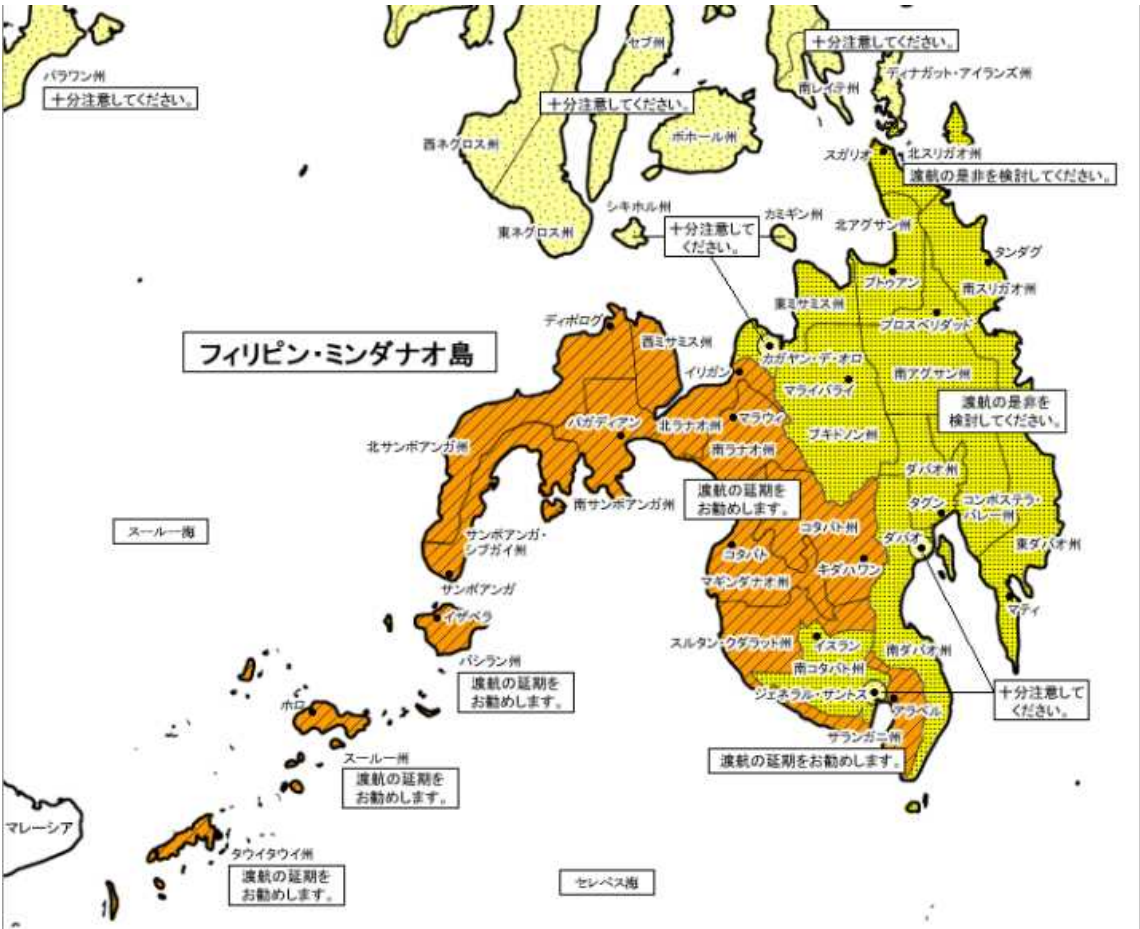 パラワン州
十分注意してください。
セブ州
十分注意してください。
ディナガット・アイランズ州
南レイテ州
十分注意してください。
西ネグロス州
ボホール州
スガリオ
北スリガオ州
渡航の是非を検討してください。
シキホル州
カミギン州
東ネグロス州
十分注意して
ください。
北アグサン州
タンダグ
ブトゥアン
南スリガオ州
東ミサミス州
ディポログ
プロスペリダッド
フィリピン・ミンダナオ島
西ミサミス州
カガヤン・デ・オロ
イリガン
マライバライ
南アグサン州
渡航の是非を
検討してください。
パガディアン
北ラナオ州
マラウィ
ブキドノン州
北サンボアンガ州
南ラナオ州
ダバオ州
渡航の延期を
お勧めします。
南サンボアンガ州
タグン
コンポステラ・
バレー州
スールー海
サンボアンガ・
シブガイ州
コタバト州
コタバト
ダバオ
東ダバオ州
キダハワン
マギンダナオ州
サンボアンガ
マティ
イザベラ
スルタン・クダラット州
イスラン
南ダバオ州
バシラン州
渡航の延期を
お勧めします。
南コタバト州
ジェネラル・サントス
十分注意して
ください。
ホロ
アラベル
サランガニ州
スールー州
渡航の延期を
お勧めします。
渡航の延期をお勧めします。
マレーシア
タウイタウイ州
渡航の延期を
お勧めします。
セレベス海